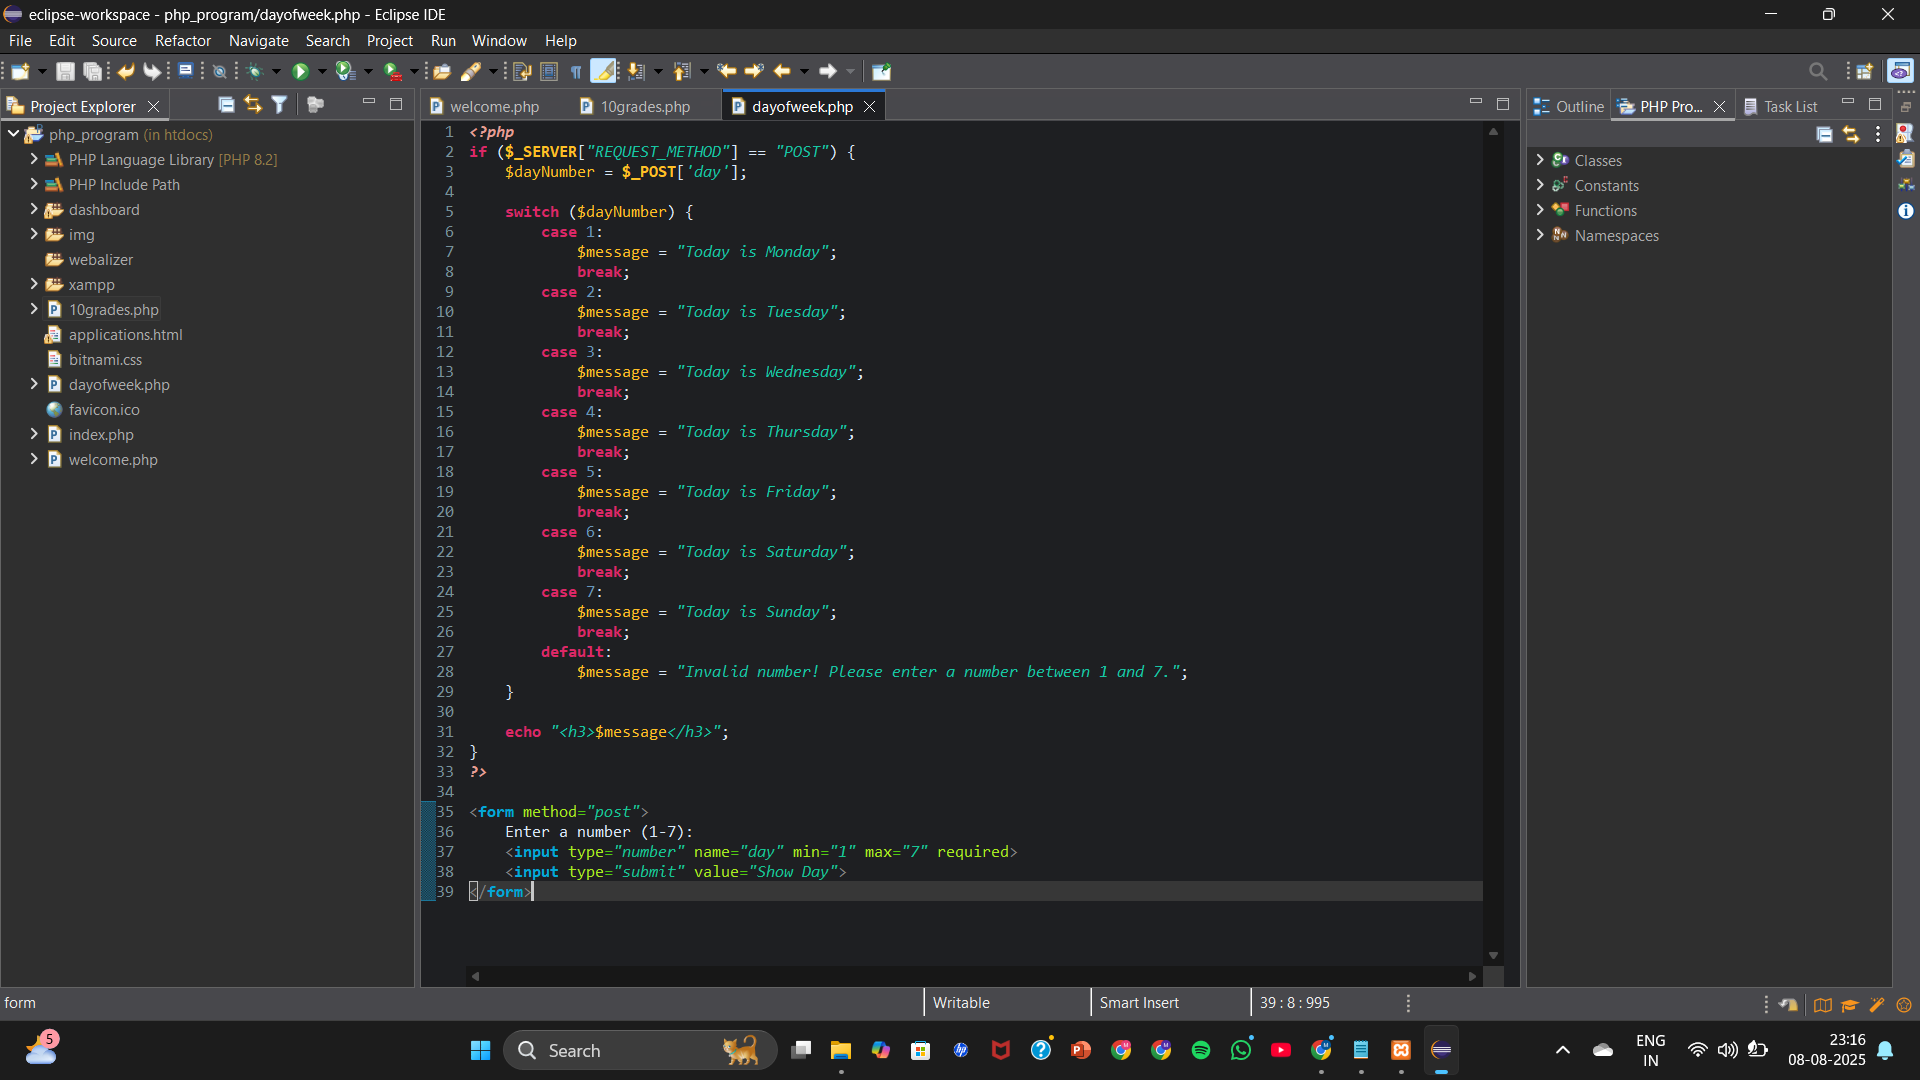 eclipse-workspace - php_program/dayofweek.php - Eclipse IDE
File Edit Source Refactor Navigate Search Project Run Window Help
Project Explorer
welcome.php 10grades.php dayofweek.php
Outline PHP Pro... Task List
php_program (in htdocs)
PHP Language Library [PHP 8.2]
PHP Include Path
dashboard
img
webalizer
xampp
10grades.php
applications.html
bitnami.css
dayofweek.php
favicon.ico
index.php
welcome.php
1 <?php
2 if ($_SERVER["REQUEST_METHOD"] == "POST") {
3     $dayNumber = $_POST['day'];
4
5     switch ($dayNumber) {
6         case 1:
7             $message = "Today is Monday";
8             break;
9         case 2:
10             $message = "Today is Tuesday";
11             break;
12         case 3:
13             $message = "Today is Wednesday";
14             break;
15         case 4:
16             $message = "Today is Thursday";
17             break;
18         case 5:
19             $message = "Today is Friday";
20             break;
21         case 6:
22             $message = "Today is Saturday";
23             break;
24         case 7:
25             $message = "Today is Sunday";
26             break;
27         default:
28             $message = "Invalid number! Please enter a number between 1 and 7.";
29     }
30
31     echo "<h3>$message</h3>";
32 }
33 ?>
34
35 <form method="post">
36     Enter a number (1-7):
37     <input type="number" name="day" min="1" max="7" required>
38     <input type="submit" value="Show Day">
39 </form>
Classes
Constants
Functions
Namespaces
form
Writable
Smart Insert
39 : 8 : 995
5
Search
ENG
IN
23:16
08-08-2025